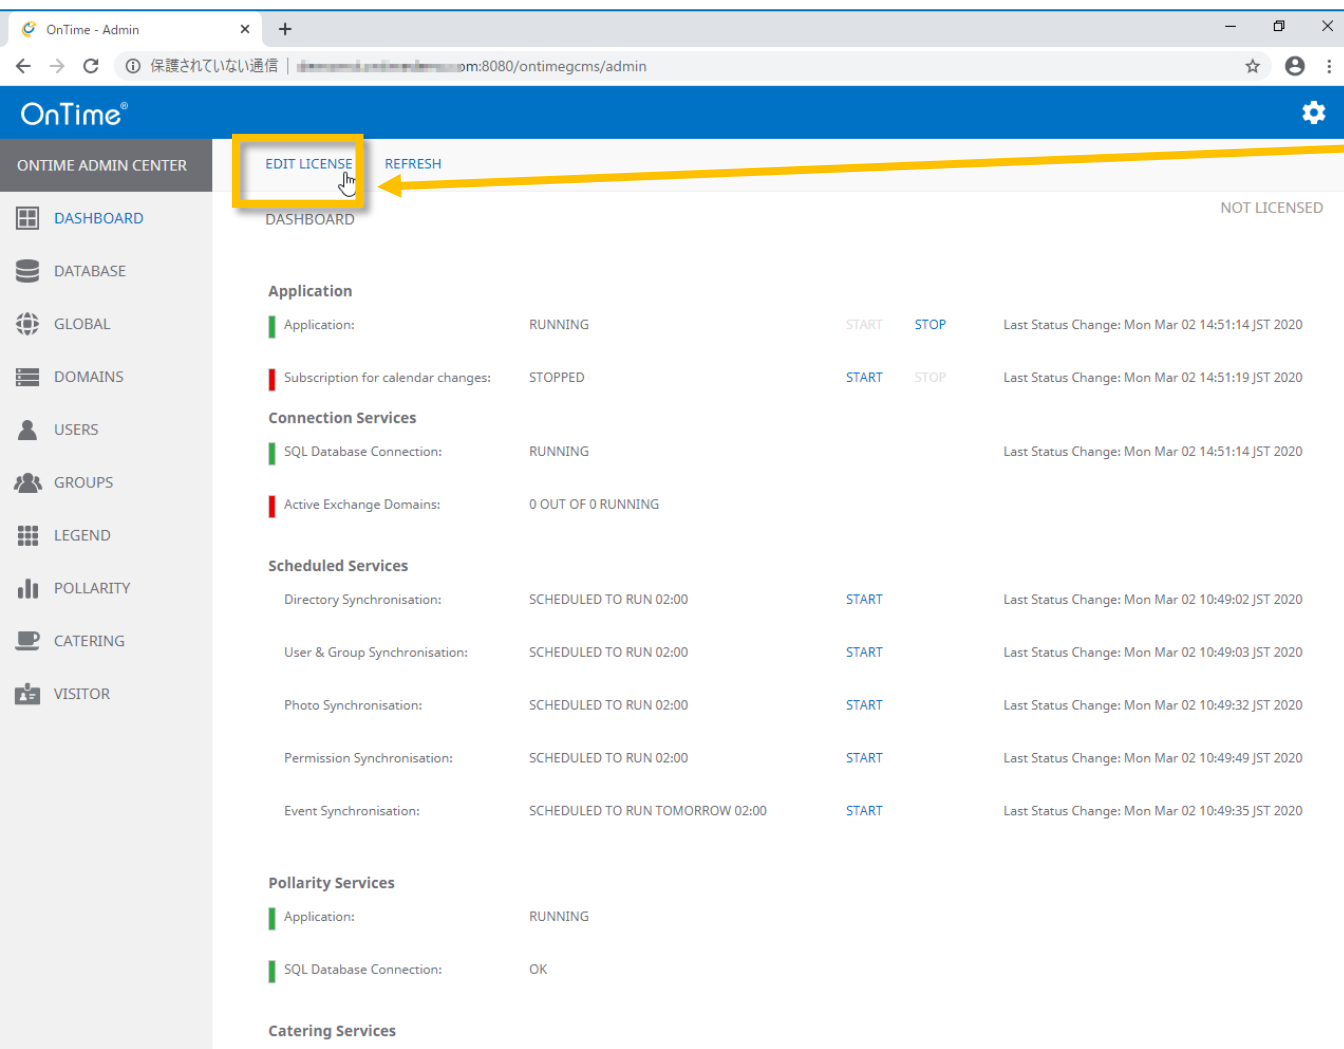 OnTime - Admin
保護されていない通信 | om:8080/ontimegcms/admin
OnTime®
ONTIME ADMIN CENTER
EDIT LICENSE REFRESH
DASHBOARD
NOT LICENSED
DASHBOARD
DATABASE
GLOBAL
DOMAINS
USERS
GROUPS
LEGEND
POLLARITY
CATERING
VISITOR
Application
Application: RUNNING START STOP Last Status Change: Mon Mar 02 14:51:14 JST 2020
Subscription for calendar changes: STOPPED START STOP Last Status Change: Mon Mar 02 14:51:19 JST 2020
Connection Services
SQL Database Connection: RUNNING Last Status Change: Mon Mar 02 14:51:14 JST 2020
Active Exchange Domains: 0 OUT OF 0 RUNNING
Scheduled Services
Directory Synchronisation: SCHEDULED TO RUN 02:00 START Last Status Change: Mon Mar 02 10:49:02 JST 2020
User & Group Synchronisation: SCHEDULED TO RUN 02:00 START Last Status Change: Mon Mar 02 10:49:03 JST 2020
Photo Synchronisation: SCHEDULED TO RUN 02:00 START Last Status Change: Mon Mar 02 10:49:32 JST 2020
Permission Synchronisation: SCHEDULED TO RUN 02:00 START Last Status Change: Mon Mar 02 10:49:49 JST 2020
Event Synchronisation: SCHEDULED TO RUN TOMORROW 02:00 START Last Status Change: Mon Mar 02 10:49:35 JST 2020
Pollarity Services
Application: RUNNING
SQL Database Connection: OK
Catering Services